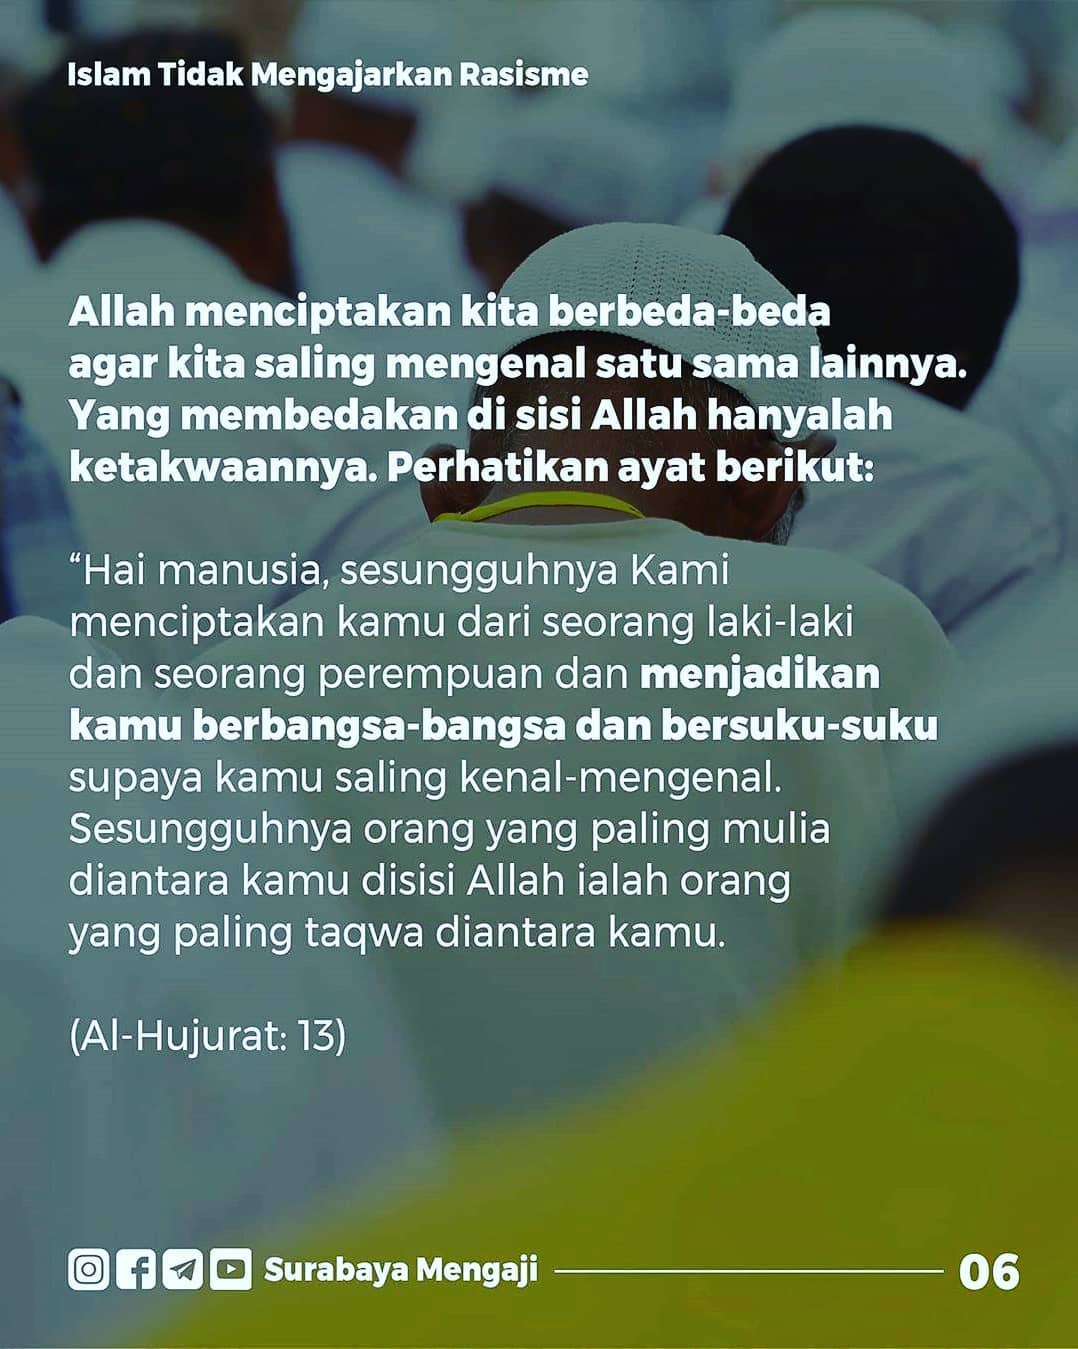 Islam Tidak Mengajarkan Rasisme
Allah menciptakan kita berbeda-beda
agar kita saling mengenal satu sama lainnya.
Yang membedakan di sisi Allah hanyalah
ketakwaannya. Perhatikan ayat berikut:
“Hai manusia, sesungguhnya Kami
menciptakan kamu dari seorang laki-laki
dan seorang perempuan dan menjadikan
kamu berbangsa-bangsa dan bersuku-suku
supaya kamu saling kenal-mengenal.
Sesungguhnya orang yang paling mulia
diantara kamu disisi Allah ialah orang
yang paling taqwa diantara kamu.
(Al-Hujurat: 13)
Surabaya Mengaji
06